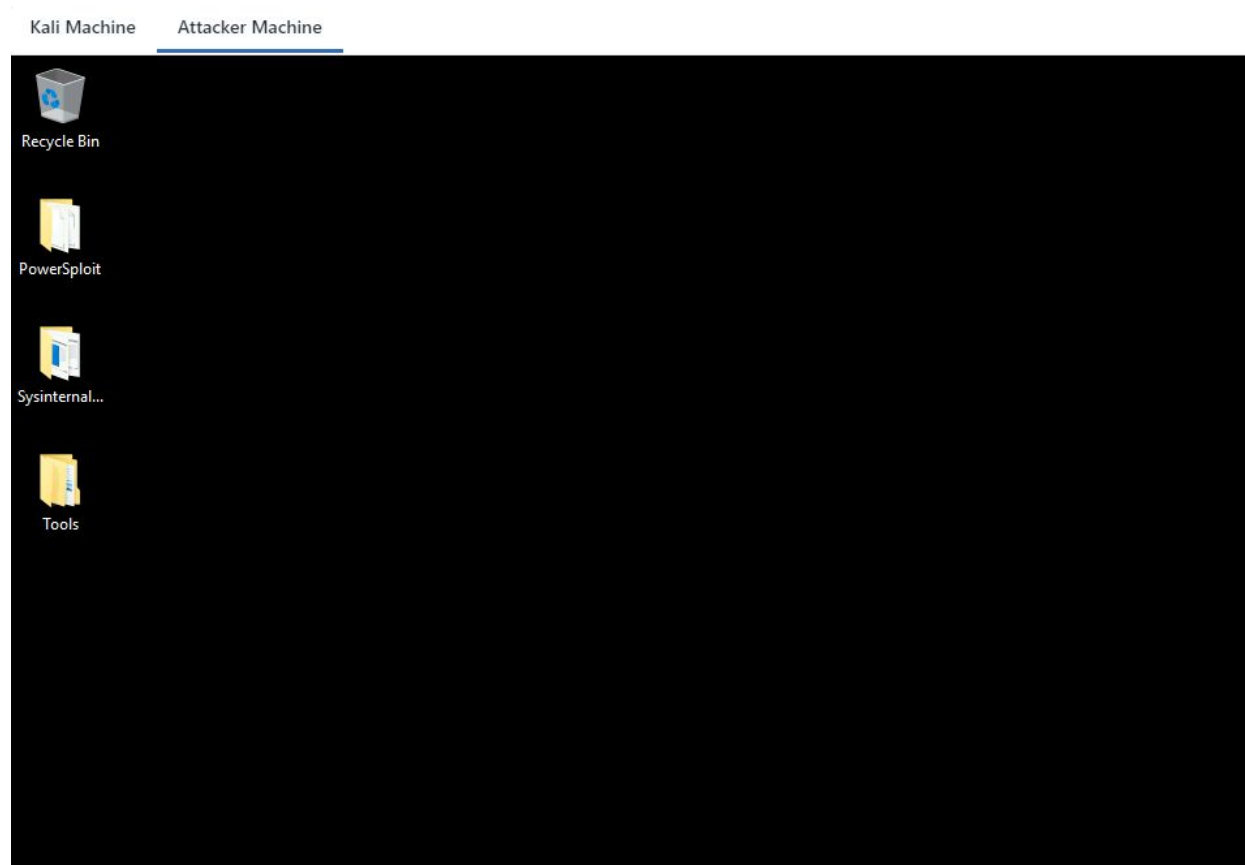 Kali Machine Attacker Machine
Recycle Bin
PowerSploit
Sysinternal...
Tools